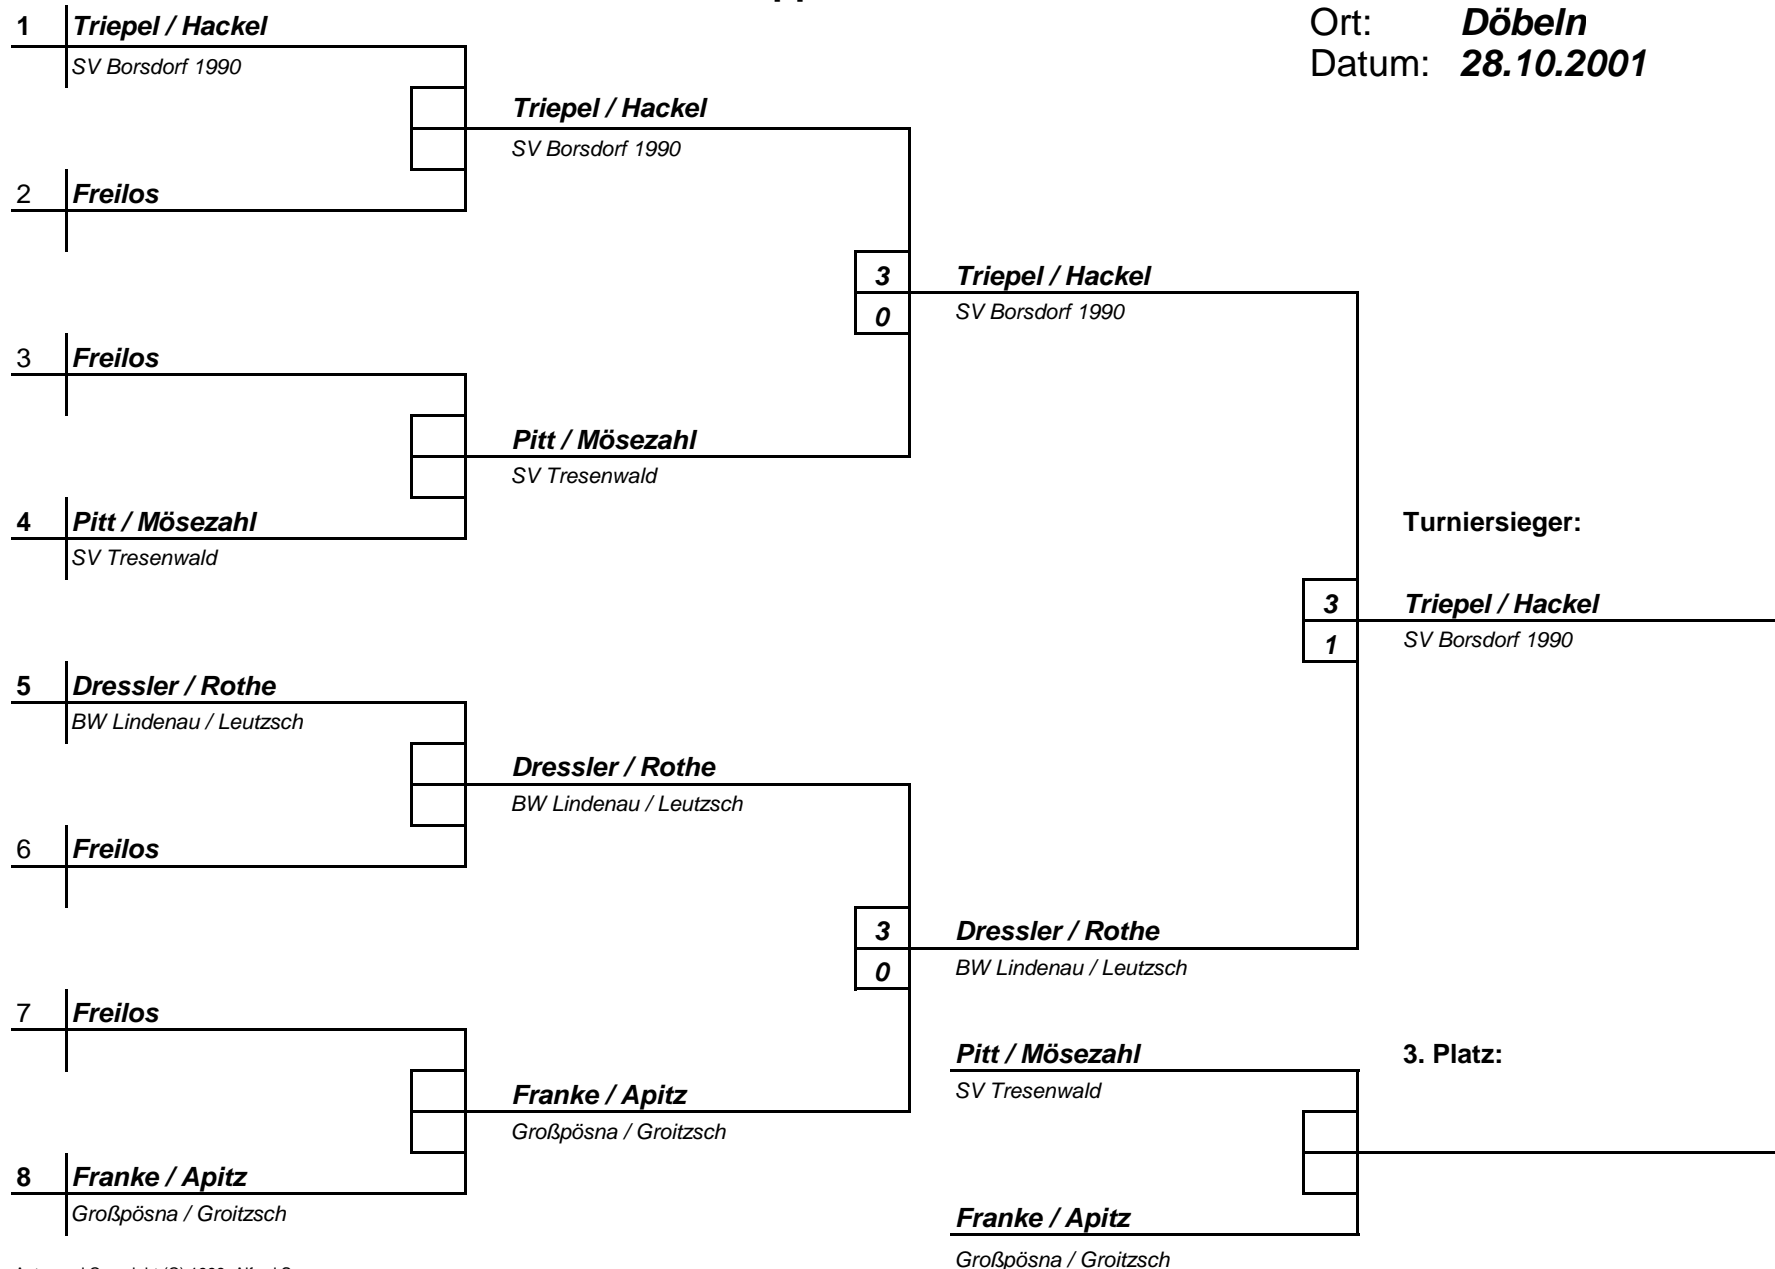 Ort: Döbeln
Datum: 28.10.2001
1 Triepel / Hackel
SV Borsdorf 1990
Triepel / Hackel
SV Borsdorf 1990
2 Freilos
3
0
Triepel / Hackel
SV Borsdorf 1990
3 Freilos
Pitt / Mösezahl
SV Tresenwald
4 Pitt / Mösezahl
SV Tresenwald
Turniersieger:
3
1
Triepel / Hackel
SV Borsdorf 1990
5 Dressler / Rothe
BW Lindenau / Leutzsch
Dressler / Rothe
BW Lindenau / Leutzsch
6 Freilos
3
0
Dressler / Rothe
BW Lindenau / Leutzsch
7 Freilos
Pitt / Mösezahl
SV Tresenwald
3. Platz:
Franke / Apitz
Großpösna / Groitzsch
8 Franke / Apitz
Großpösna / Groitzsch
Franke / Apitz
Großpösna / Groitzsch